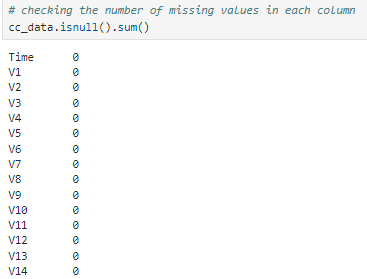 # checking the number of missing values in each column
cc_data.isnull().sum()
Time 0
V1 0
V2 0
V3 0
V4 0
V5 0
V6 0
V7 0
V8 0
V9 0
V10 0
V11 0
V12 0
V13 0
V14 0